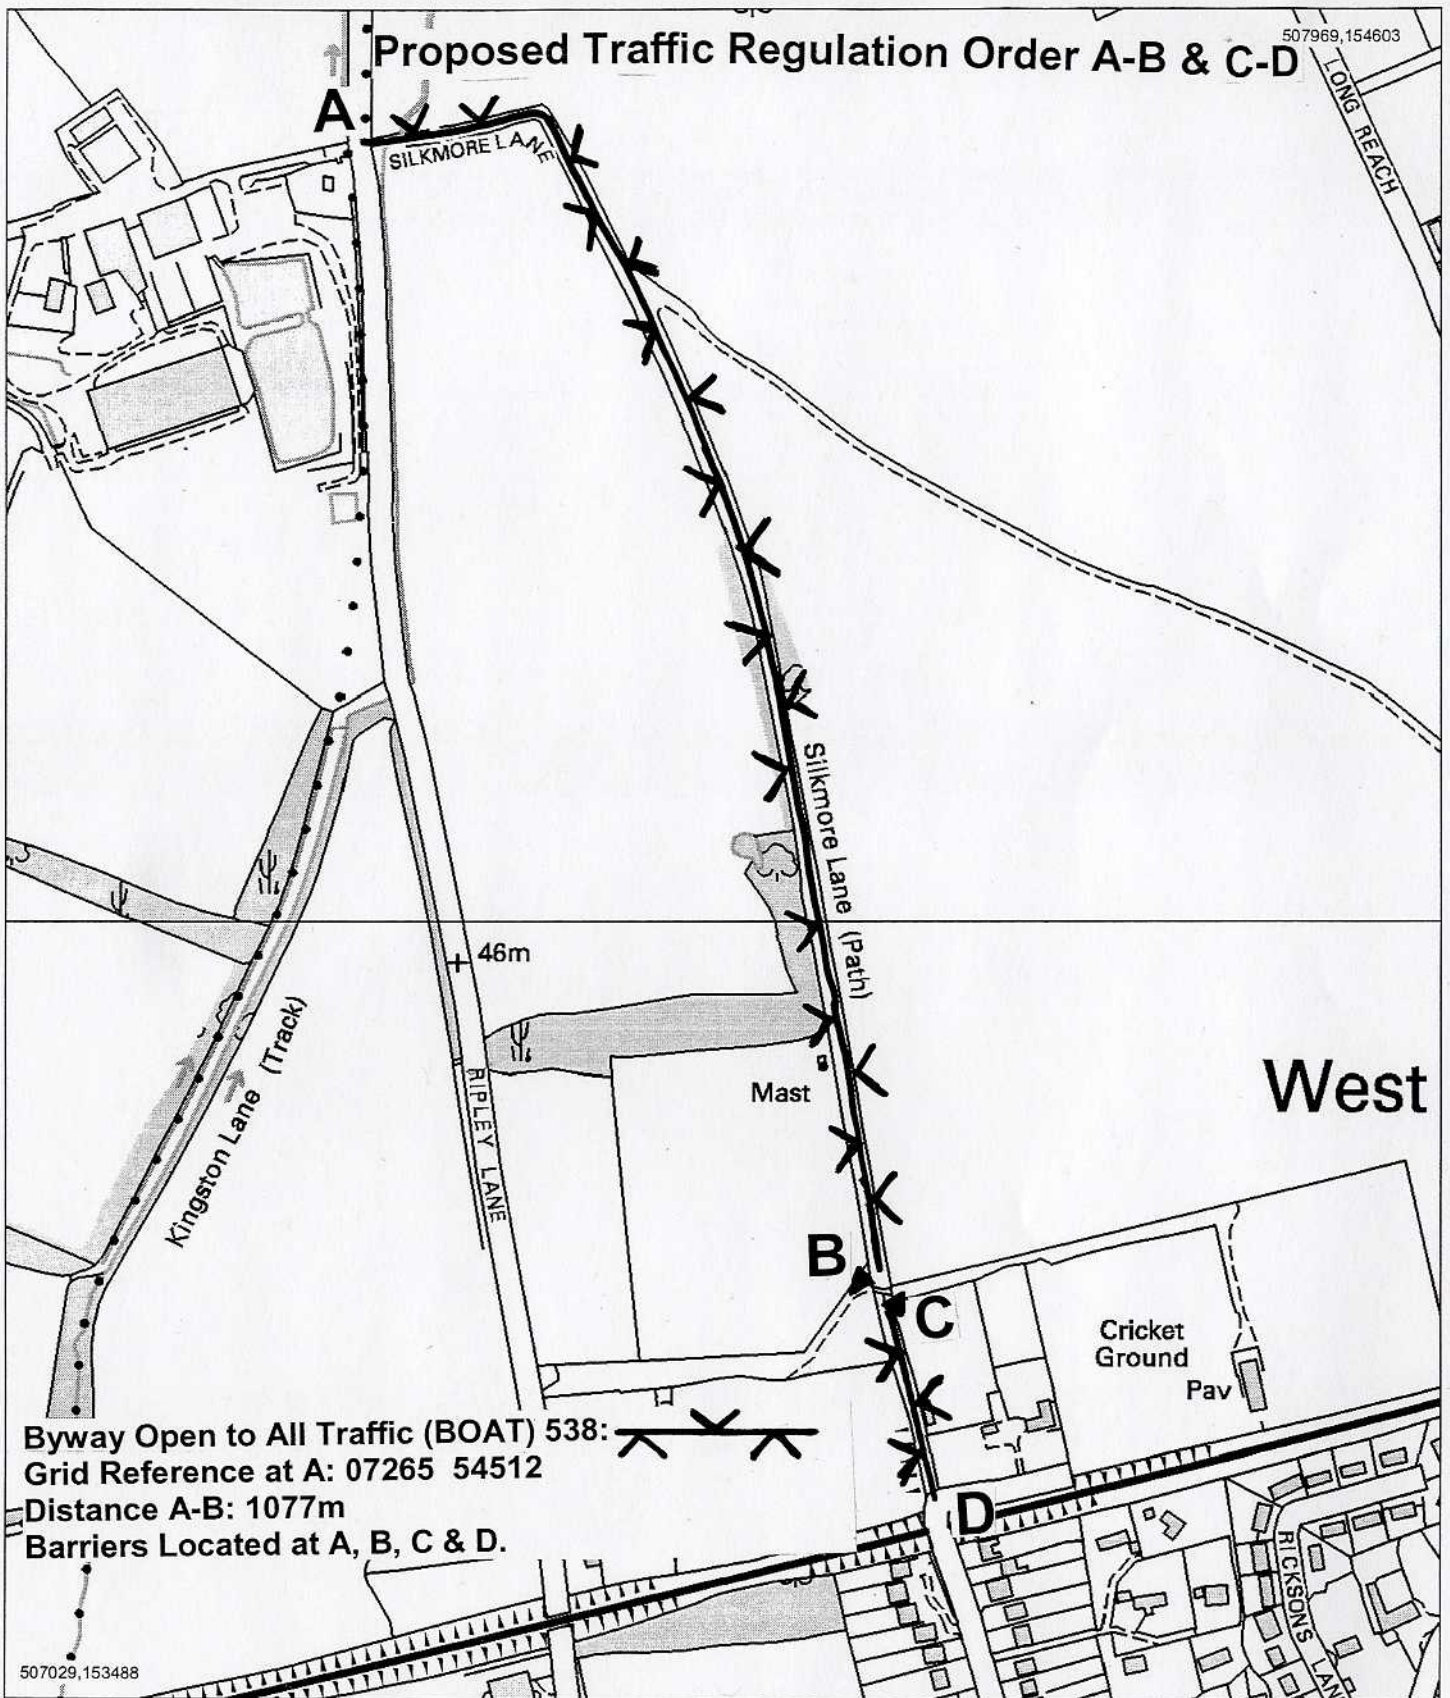 507969,154603
Proposed Traffic Regulation Order A-B & C-D
LONG REACH
A
SILKMORE LANE
Silkmore Lane (Path)
46m
Kingston Lane (Track)
RIPLEY LANE
Mast
West
B
C
Cricket
Ground
Pav
Byway Open to All Traffic (BOAT) 538:
Grid Reference at A: 07265 54512
Distance A-B: 1077m
Barriers Located at A, B, C & D.
D
RICKSONS LAN
507029,153488